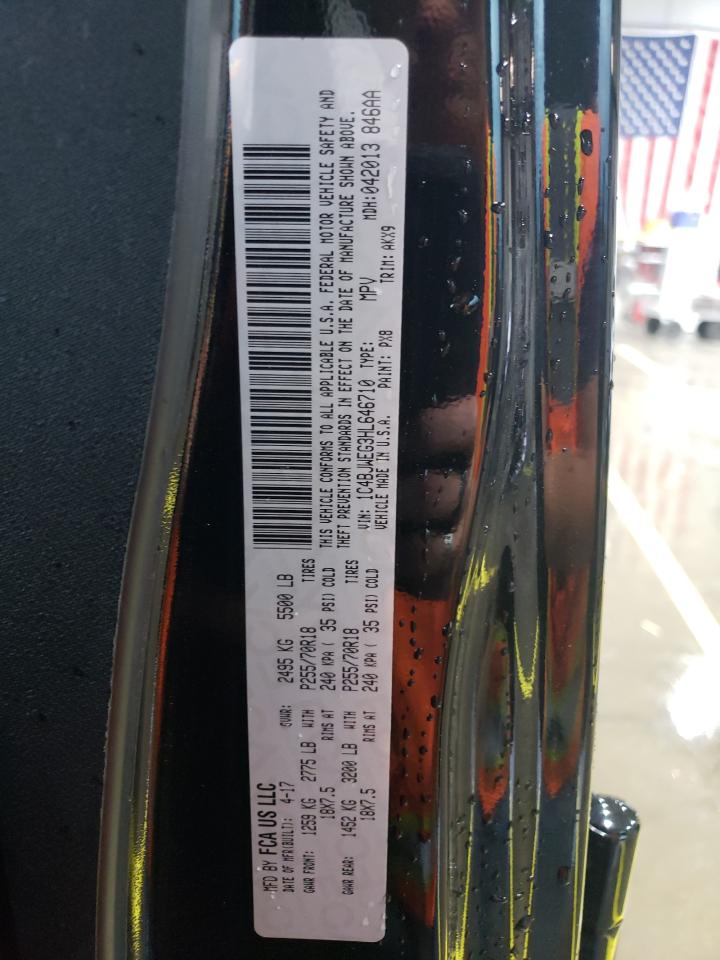 MFD BY FCA US LLC
DATE OF MFR(BUILT): 4-17 GVWR: 2495 KG 5500 LB
GAWR FRONT: 1259 KG 2775 LB WITH P255/70R18 TIRES
18X7.5 RIMS AT 240 KPA ( 35 PSI) COLD
GAWR REAR: 1452 KG 3200 LB WITH P255/70R18 TIRES
18X7.5 RIMS AT 240 KPA ( 35 PSI) COLD
THIS VEHICLE CONFORMS TO ALL APPLICABLE U.S.A. FEDERAL MOTOR VEHICLE SAFETY AND
THEFT PREVENTION STANDARDS IN EFFECT ON THE DATE OF MANUFACTURE SHOWN ABOVE.
VIN: 1C4BJWEG3HL646710 TYPE: MPV MDH:042013 846AA
VEHICLE MADE IN U.S.A. PAINT: PX8 TRIM: AKX9